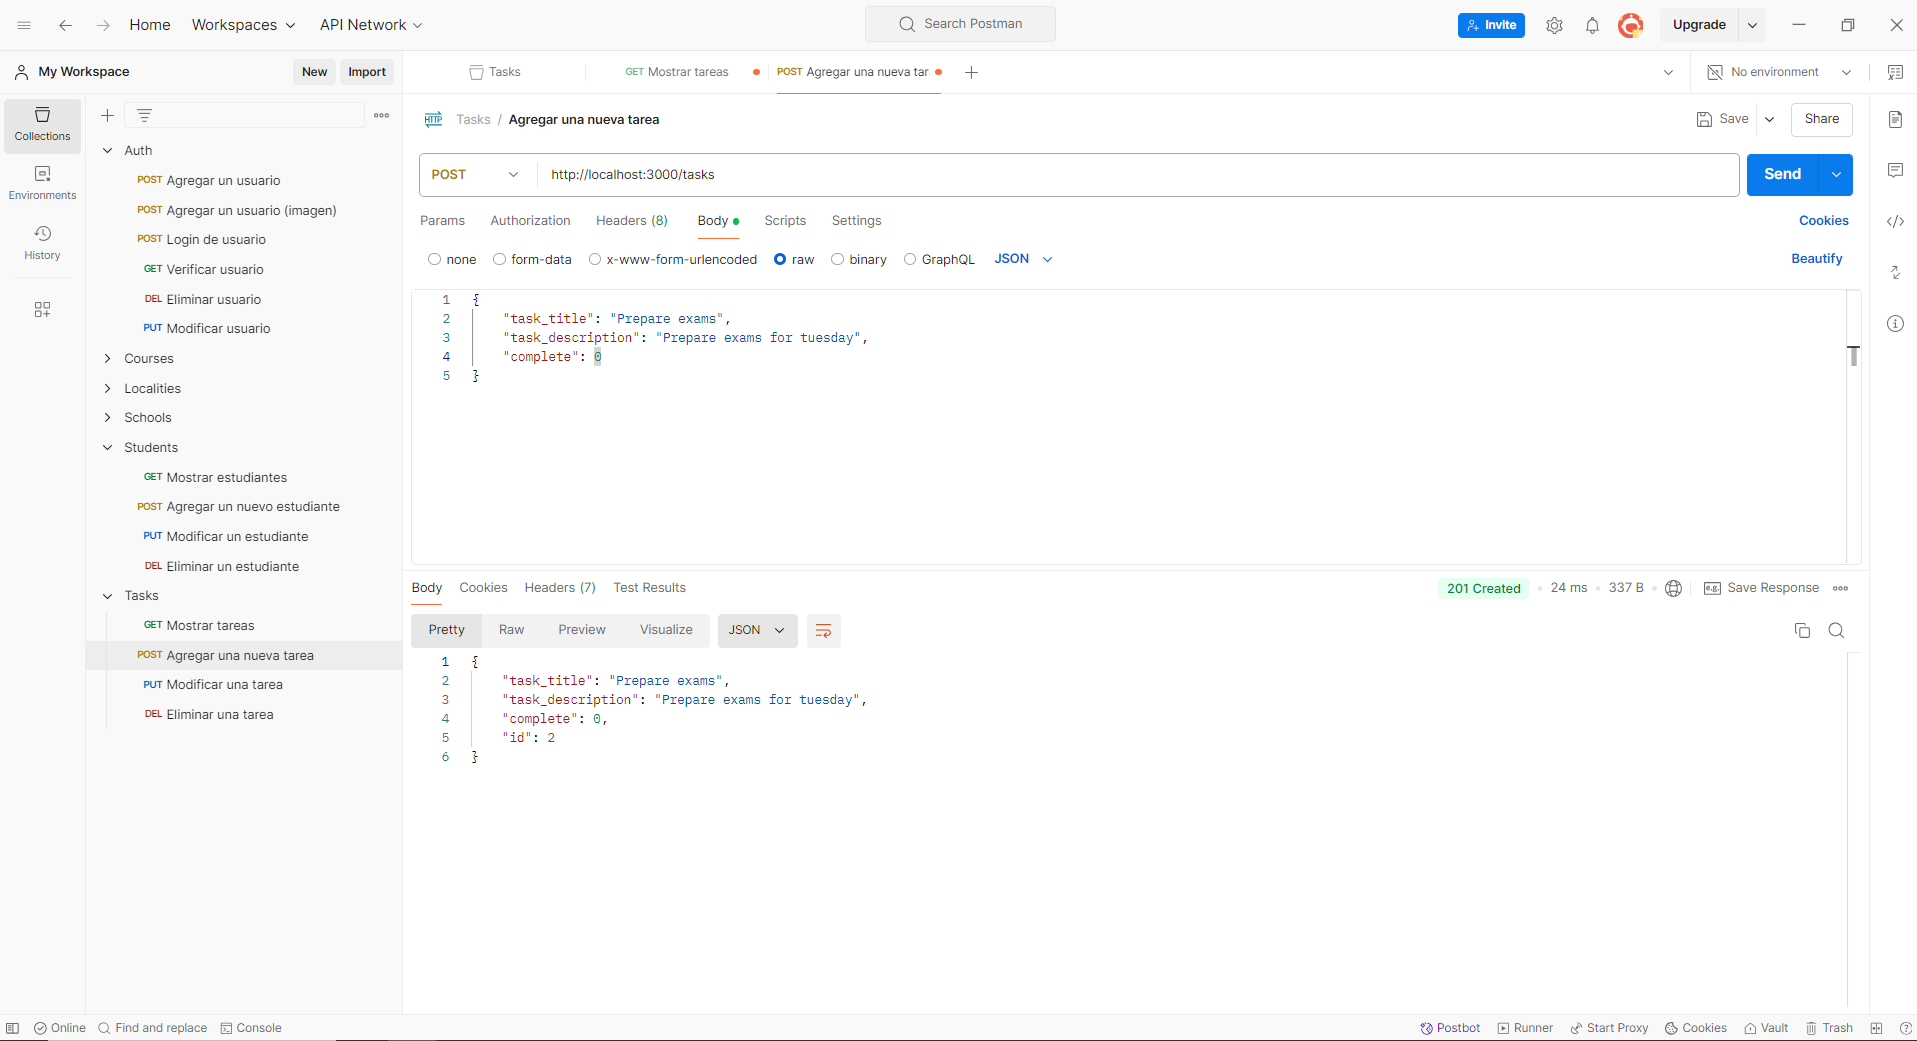 Home Workspaces API Network Search Postman Invite Upgrade
My Workspace New Import Tasks GET Mostrar tareas POST Agregar una nueva tar No environment
Collections
Environments
History
Auth
POST Agregar un usuario
POST Agregar un usuario (imagen)
POST Login de usuario
GET Verificar usuario
DEL Eliminar usuario
PUT Modificar usuario
Courses
Localities
Schools
Students
GET Mostrar estudiantes
POST Agregar un nuevo estudiante
PUT Modificar un estudiante
DEL Eliminar un estudiante
Tasks
GET Mostrar tareas
POST Agregar una nueva tarea
PUT Modificar una tarea
DEL Eliminar una tarea
HTTP Tasks / Agregar una nueva tarea Save Share
POST http://localhost:3000/tasks Send
Params Authorization Headers (8) Body Scripts Settings Cookies
none form-data x-www-form-urlencoded raw binary GraphQL JSON Beautify
1 {
2 "task_title": "Prepare exams",
3 "task_description": "Prepare exams for tuesday",
4 "complete": 0
5 }
Body Cookies Headers (7) Test Results 201 Created 24 ms 337 B e.g. Save Response
Pretty Raw Preview Visualize JSON
1 {
2 "task_title": "Prepare exams",
3 "task_description": "Prepare exams for tuesday",
4 "complete": 0,
5 "id": 2
6 }
Online Find and replace Console Postbot Runner Start Proxy Cookies Vault Trash